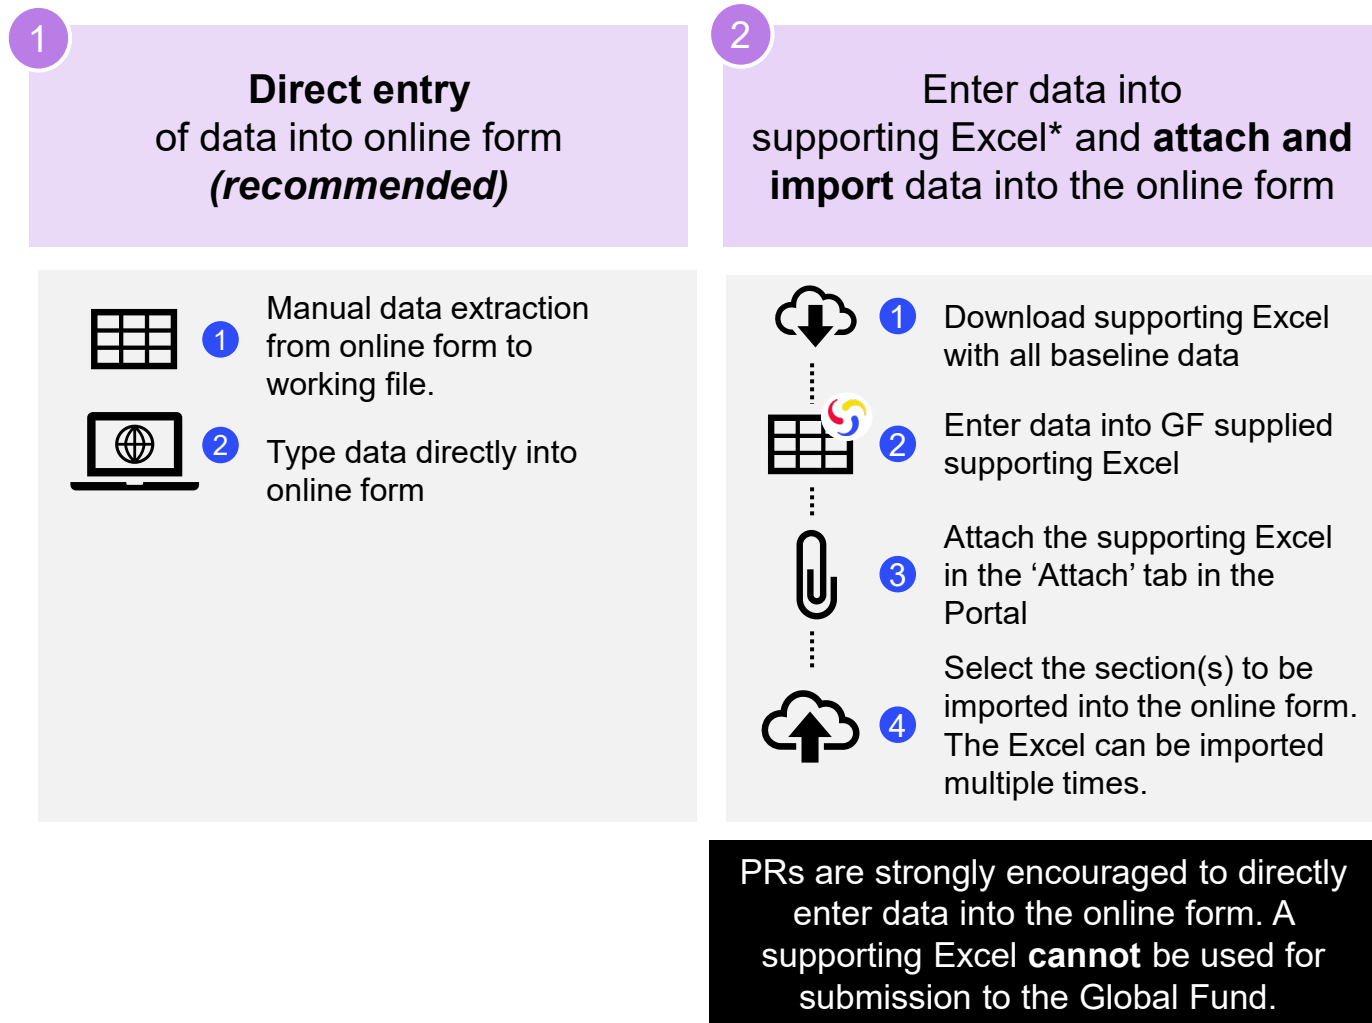 1
Direct entry
of data into online form
(recommended)
1
Manual data extraction
from online form to
working file.
2
Type data directly into
online form
2
Enter data into
supporting Excel* and attach and
import data into the online form
1
Download supporting Excel
with all baseline data
2
Enter data into GF supplied
supporting Excel
3
Attach the supporting Excel
in the ‘Attach’ tab in the
Portal
4
Select the section(s) to be
imported into the online form.
The Excel can be imported
multiple times.
PRs are strongly encouraged to directly
enter data into the online form. A
supporting Excel cannot be used for
submission to the Global Fund.